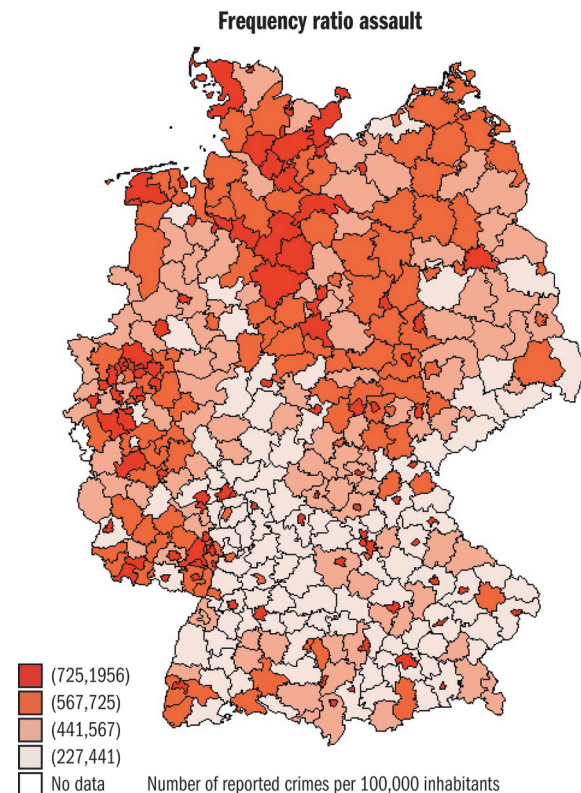 Frequency ratio assault
(725,1956)
(567,725)
(441,567)
(227,441)
No data
Number of reported crimes per 100,000 inhabitants